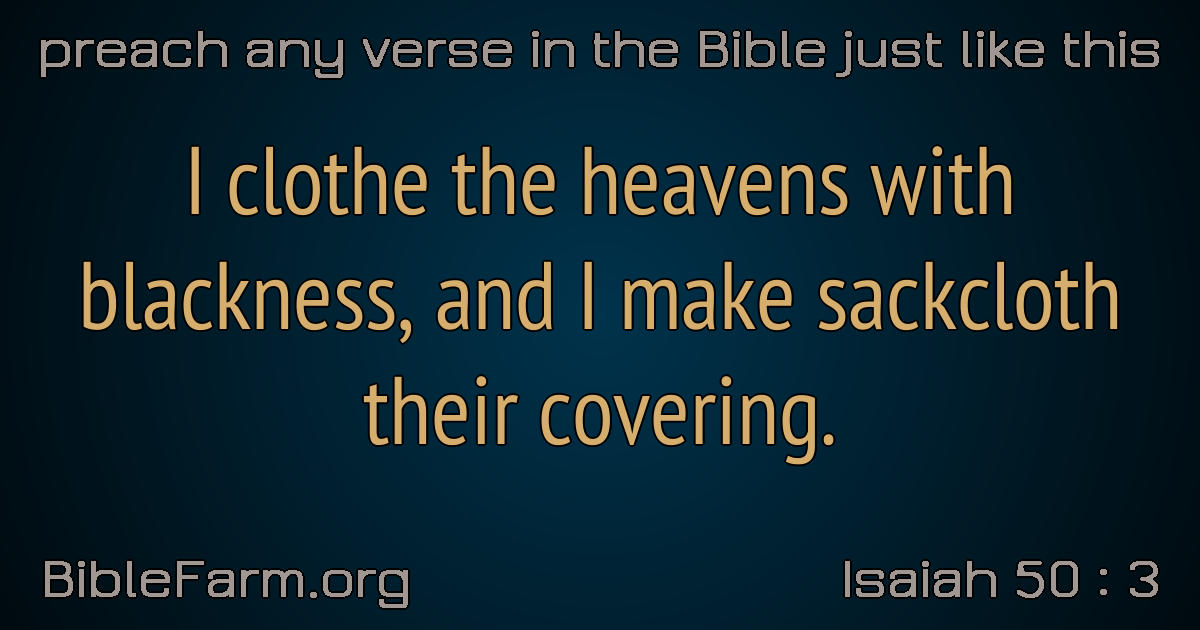 preach any verse in the Bible just like this
I clothe the heavens with
blackness, and I make sackcloth
their covering.
BibleFarm.org
Isaiah 50 : 3